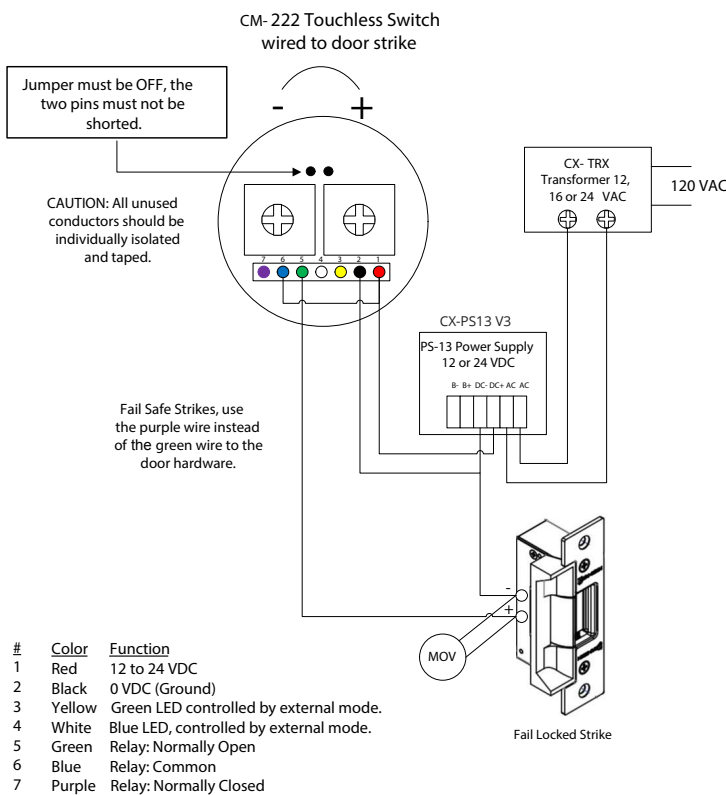 CM-222 Touchless Switch
wired to door strike
Jumper must be OFF, the
two pins must not be
shorted.
- +
CAUTION: All unused
conductors should be
individually isolated
and taped.
7 6 5 4 3 2 1
CX- TRX
Transformer 12,
16 or 24 VAC
120 VAC
CX-PS13 V3
PS-13 Power Supply
12 or 24 VDC
B- B+ DC- DC+ AC AC
Fail Safe Strikes, use
the purple wire instead
of the green wire to the
door hardware.
-
+
MOV
Fail Locked Strike
# Color Function
1 Red 12 to 24 VDC
2 Black 0 VDC (Ground)
3 Yellow Green LED controlled by external mode.
4 White Blue LED, controlled by external mode.
5 Green Relay: Normally Open
6 Blue Relay: Common
7 Purple Relay: Normally Closed